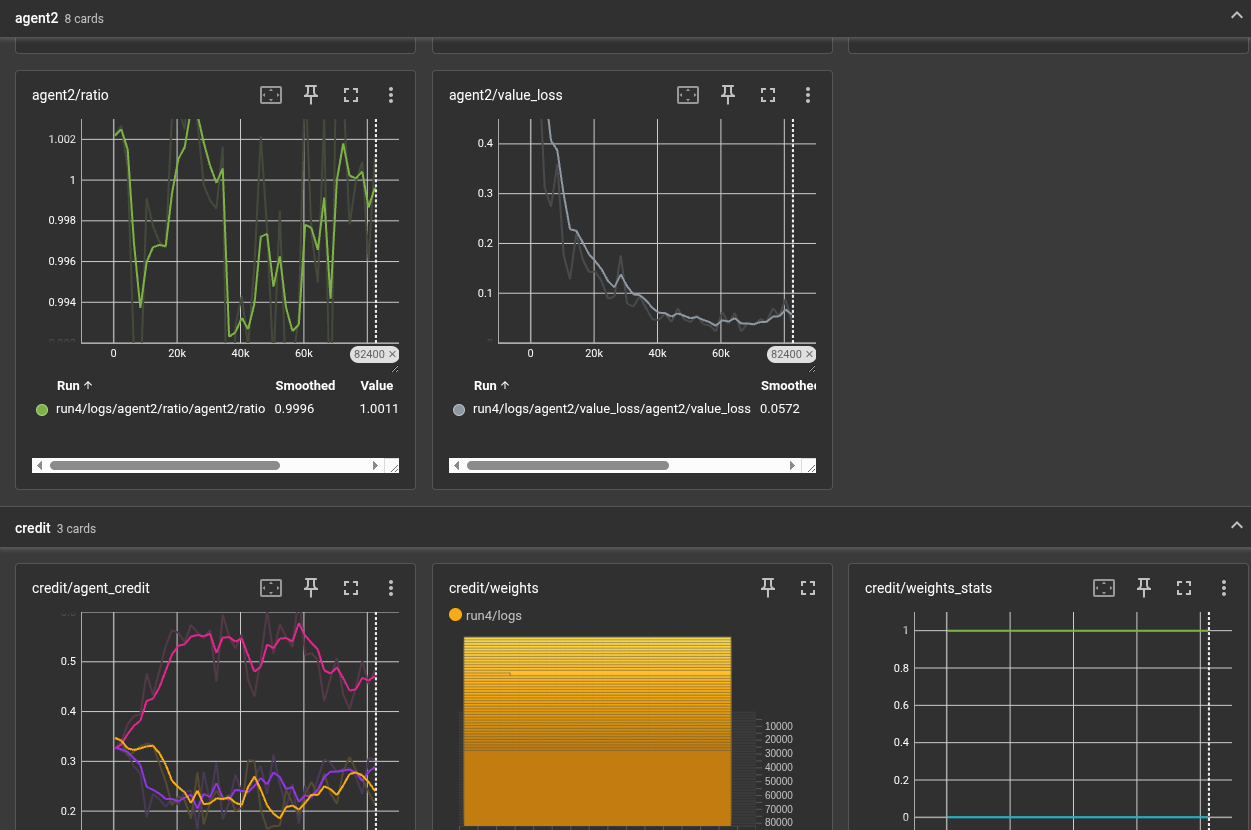 agent2 8 cards
agent2/ratio
1.002
1
0.998
0.996
0.994
0 20k 40k 60k 82400 ×
Run ↑ Smoothed Value
run4/logs/agent2/ratio/agent2/ratio 0.9996 1.0011
agent2/value_loss
0.4
0.3
0.2
0.1
0 20k 40k 60k 82400 ×
Run ↑ Smoothe
run4/logs/agent2/value_loss/agent2/value_loss 0.0572
credit 3 cards
credit/agent_credit
0.5
0.4
0.3
0.2
credit/weights
run4/logs
10000
20000
30000
40000
50000
60000
70000
80000
credit/weights_stats
1
0.8
0.6
0.4
0.2
0